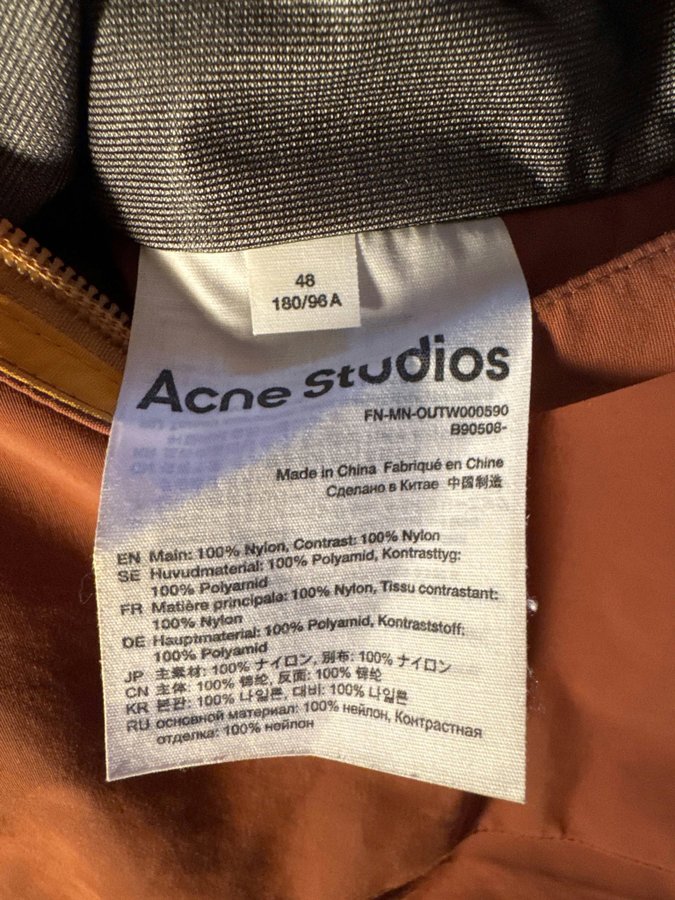 48
180/96A
Acne Studios
FN-MN-OUTW000590
B90508-
Made in China Fabriqué en Chine
Сделано в Китае 中国制造
EN Main: 100% Nylon, Contrast: 100% Nylon
SE Huvudmaterial: 100% Polyamid, Kontrasttyg:
100% Polyamid
FR Matière principale: 100% Nylon, Tissu contrastant:
100% Nylon
DE Hauptmaterial: 100% Polyamid, Kontraststoff:
100% Polyamid
JP 主素材: 100% ナイロン, 別布: 100% ナイロン
CN 主体: 100% 锦纶, 反面: 100% 锦纶
KR 본판: 100% 나일론, 대비: 100% 나일론
RU основной материал: 100% нейлон, Контрастная
отделка: 100% нейлон